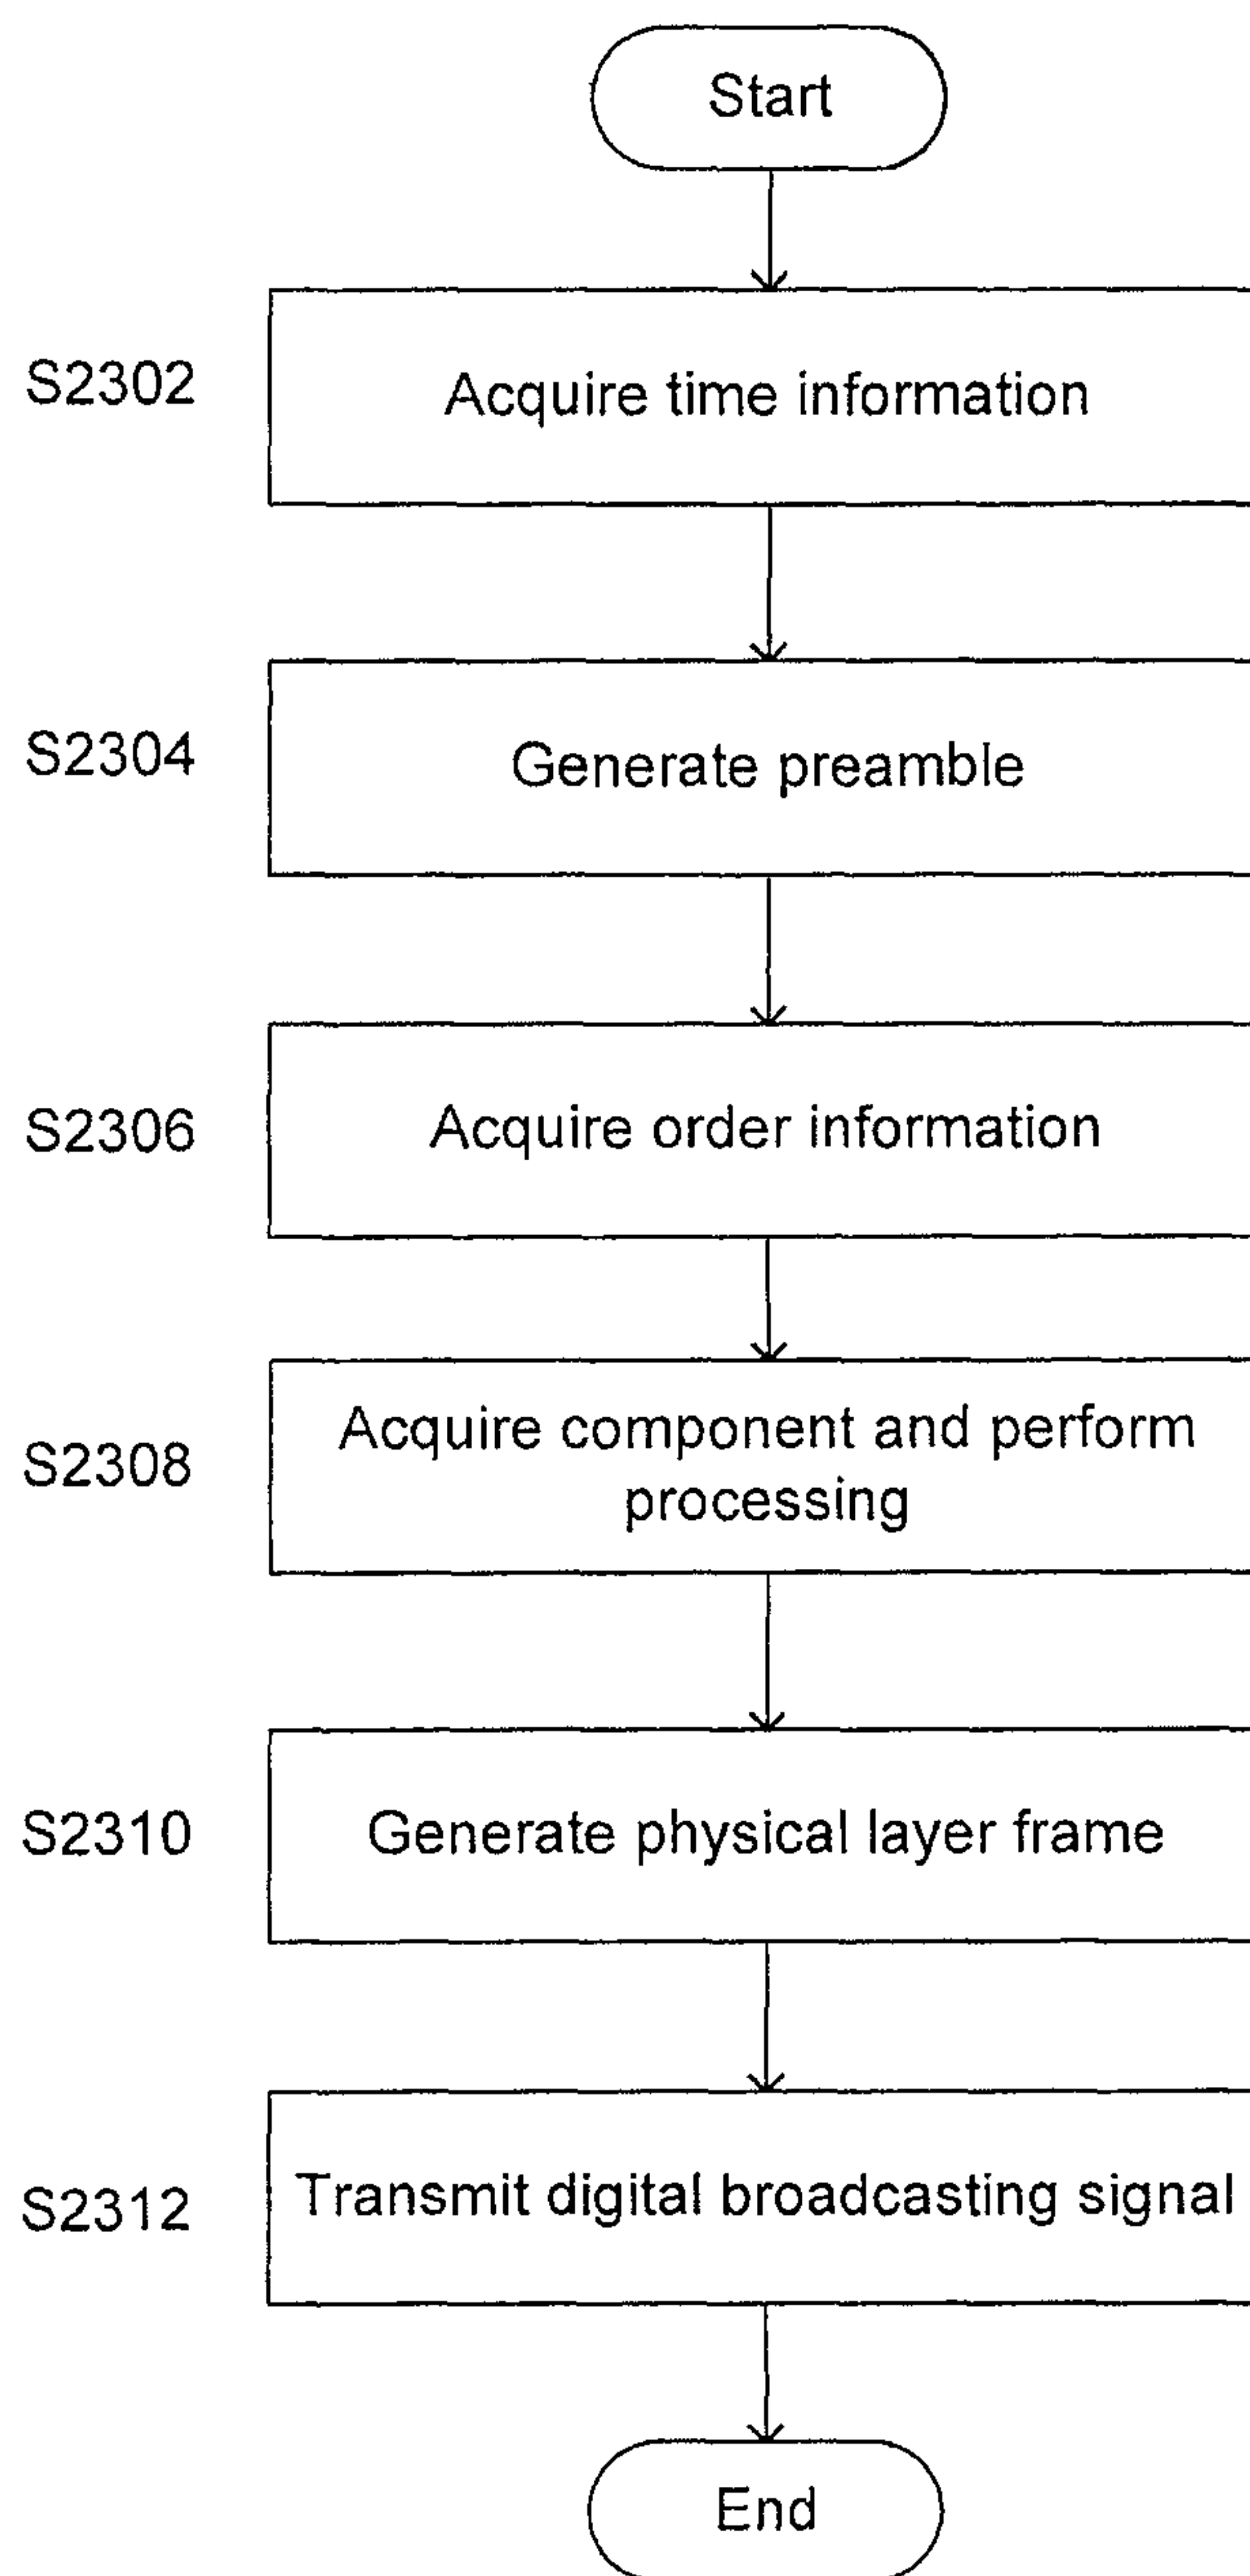 Start
S2302
Acquire time information
S2304
Generate preamble
S2306
Acquire order information
S2308
Acquire component and perform
processing
S2310
Generate physical layer frame
S2312
Transmit digital broadcasting signal
End